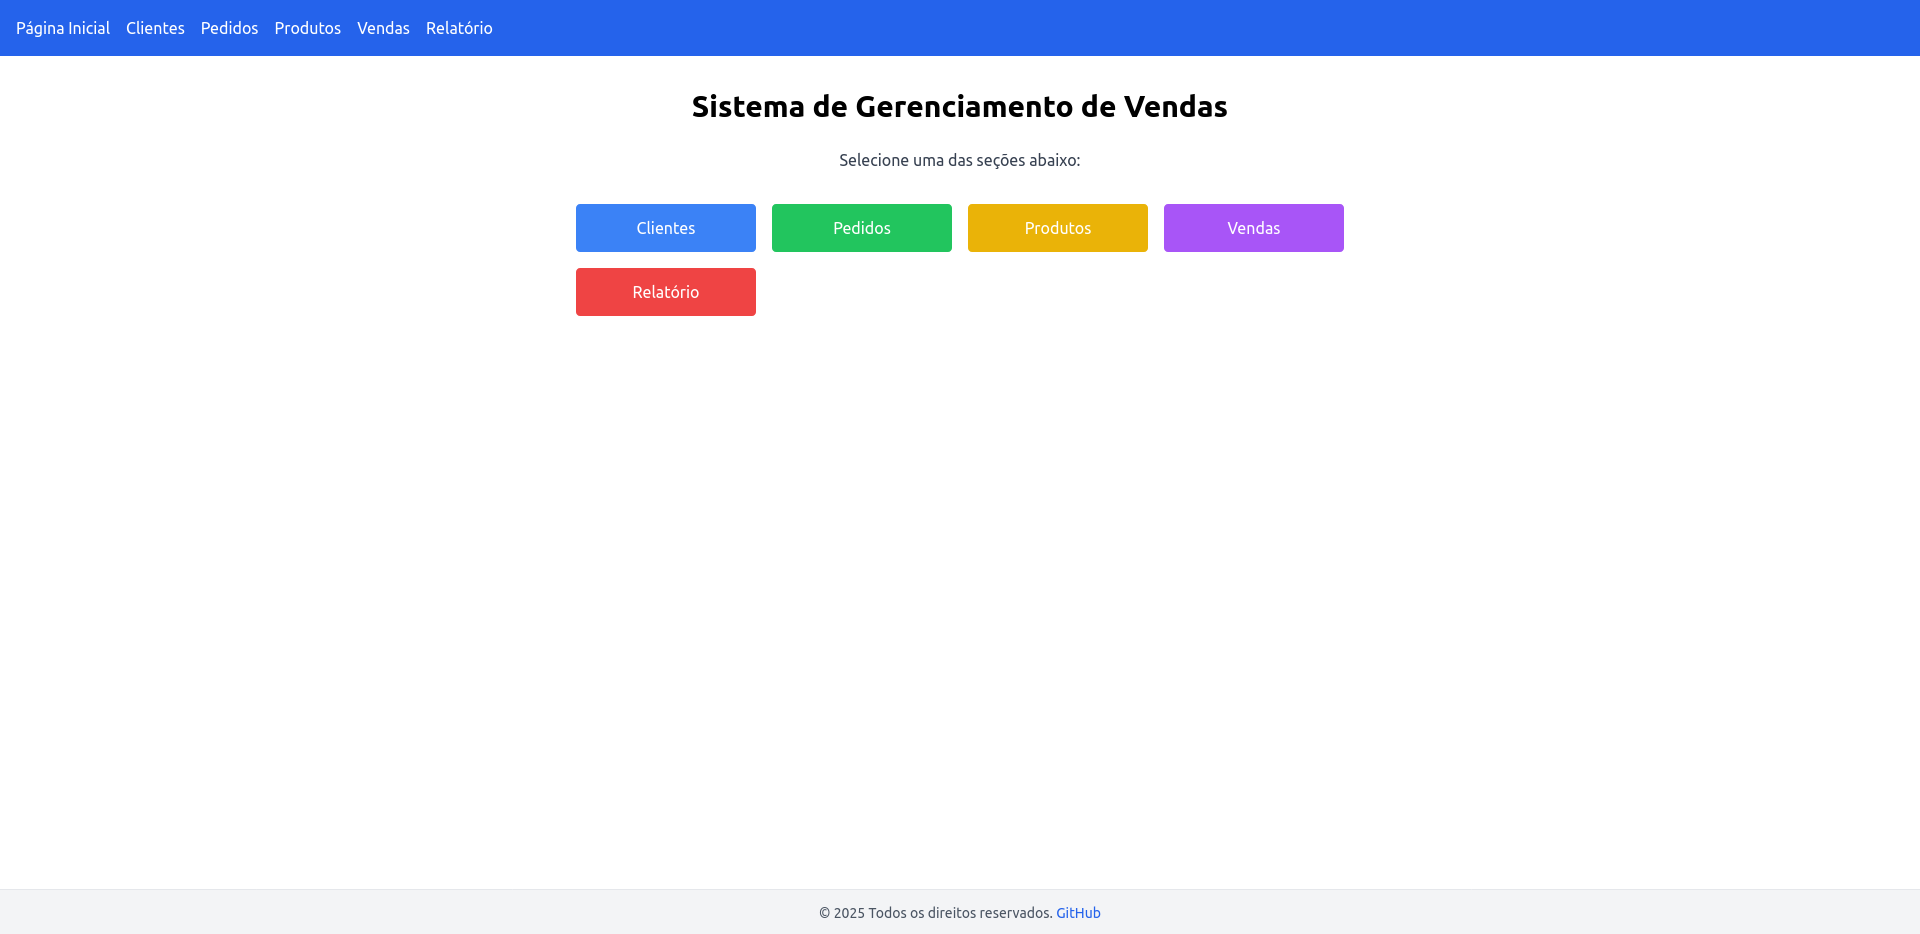 Página Inicial Clientes Pedidos Produtos Vendas Relatório
Sistema de Gerenciamento de Vendas
Selecione uma das seções abaixo:
Clientes Pedidos Produtos Vendas
Relatório
© 2025 Todos os direitos reservados. GitHub